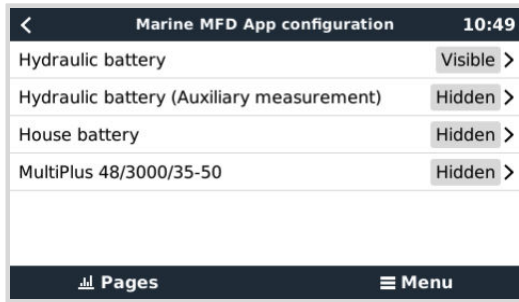 Marine MFD App configuration 10:49
Hydraulic battery Visible
Hydraulic battery (Auxiliary measurement) Hidden
House battery Hidden
MultiPlus 48/3000/35-50 Hidden
Pages Menu